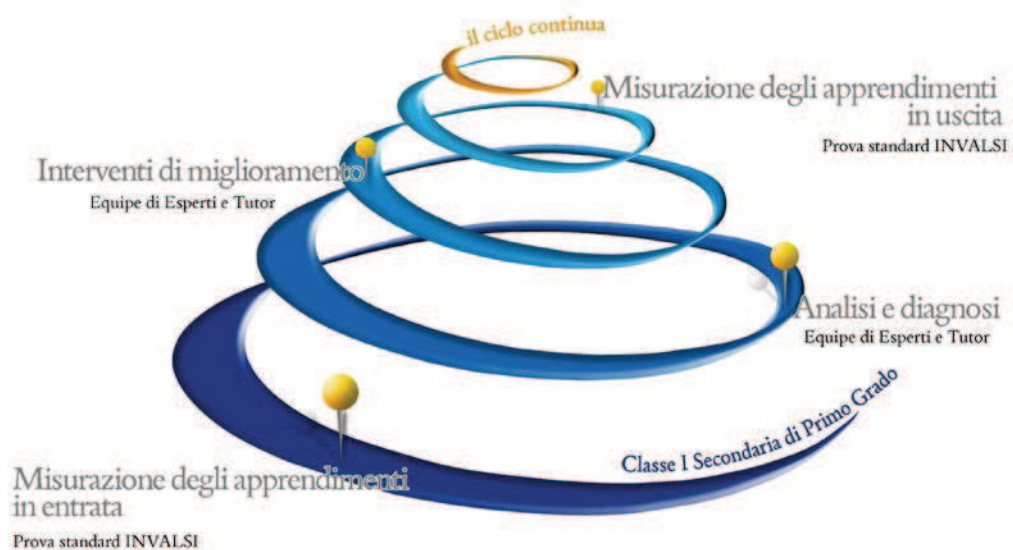 il ciclo continua
Misurazione degli apprendimenti
in uscita
Prova standard INVALSI
Interventi di miglioramento
Equipe di Esperti e Tutor
Analisi e diagnosi
Equipe di Esperti e Tutor
Classe I Secondaria di Primo Grado
Misurazione degli apprendimenti
in entrata
Prova standard INVALSI